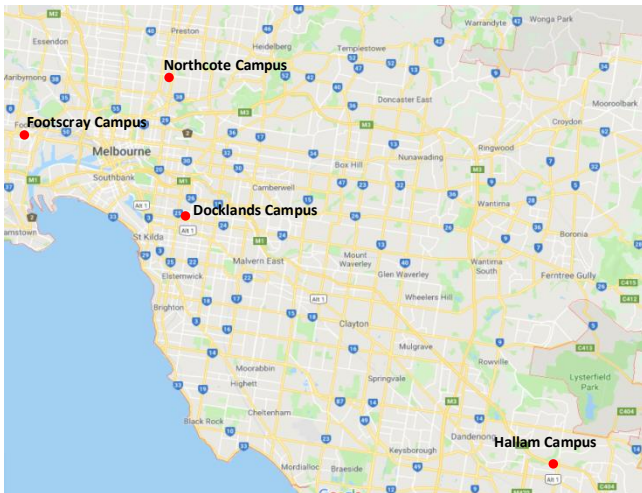 Preston
Warrandyte
Wonga Park
Essendon
Heidelberg
Templestowe
Northcote Campus
Maribyrnong
Doncaster East
Mooroolbark
Footscray Campus
Croydon
Ringwood
Melbourne
Box Hill
Nunawading
Southbank
Camberwell
Wantirna
Docklands Campus
St Kilda
Boronia
Malvern East
Mount
Waverley
Glen Waverley
Wantirna
South
Ferntree Gully
Elsternwick
Brighton
Wheelers Hill
Clayton
Mulgrave
Rowville
Moorabbin
Springvale
Lysterfield
Park
Highett
Black Rock
Cheltenham
Keysborough
Dandenong
Hallam Campus
Mordialloc
Braeside